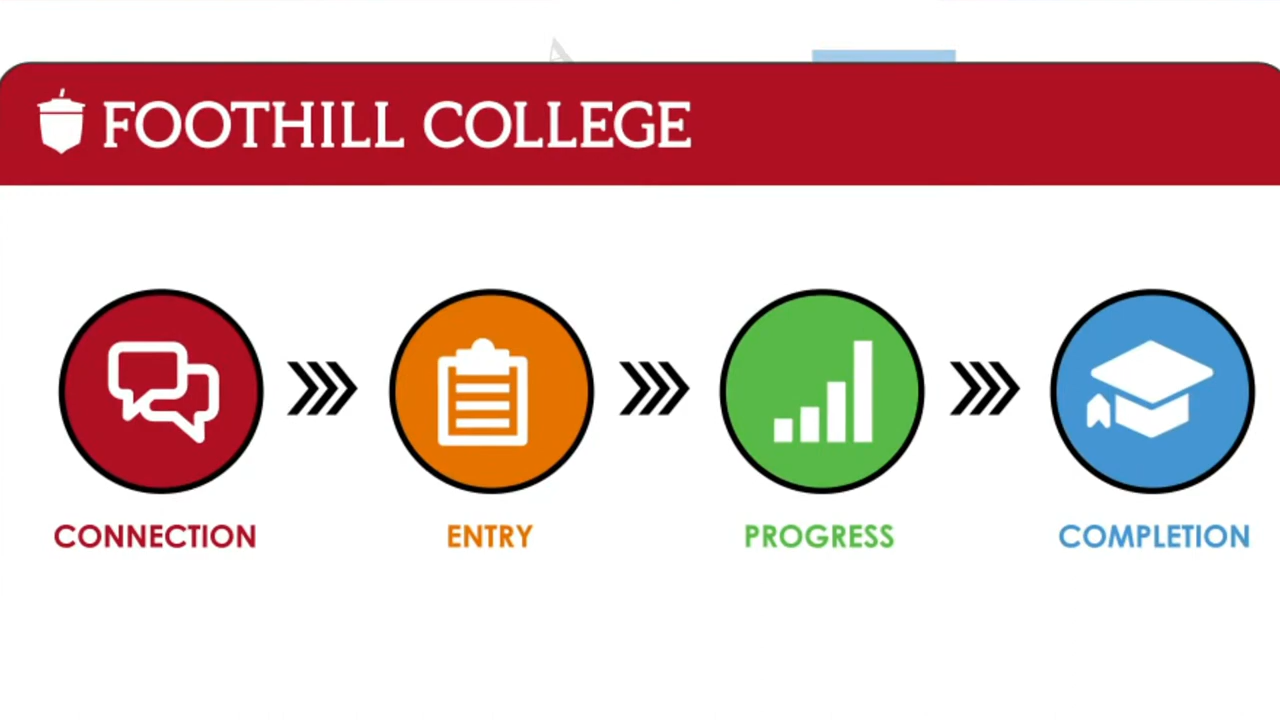 FOOTHILL COLLEGE
CONNECTION
ENTRY
PROGRESS
COMPLETION